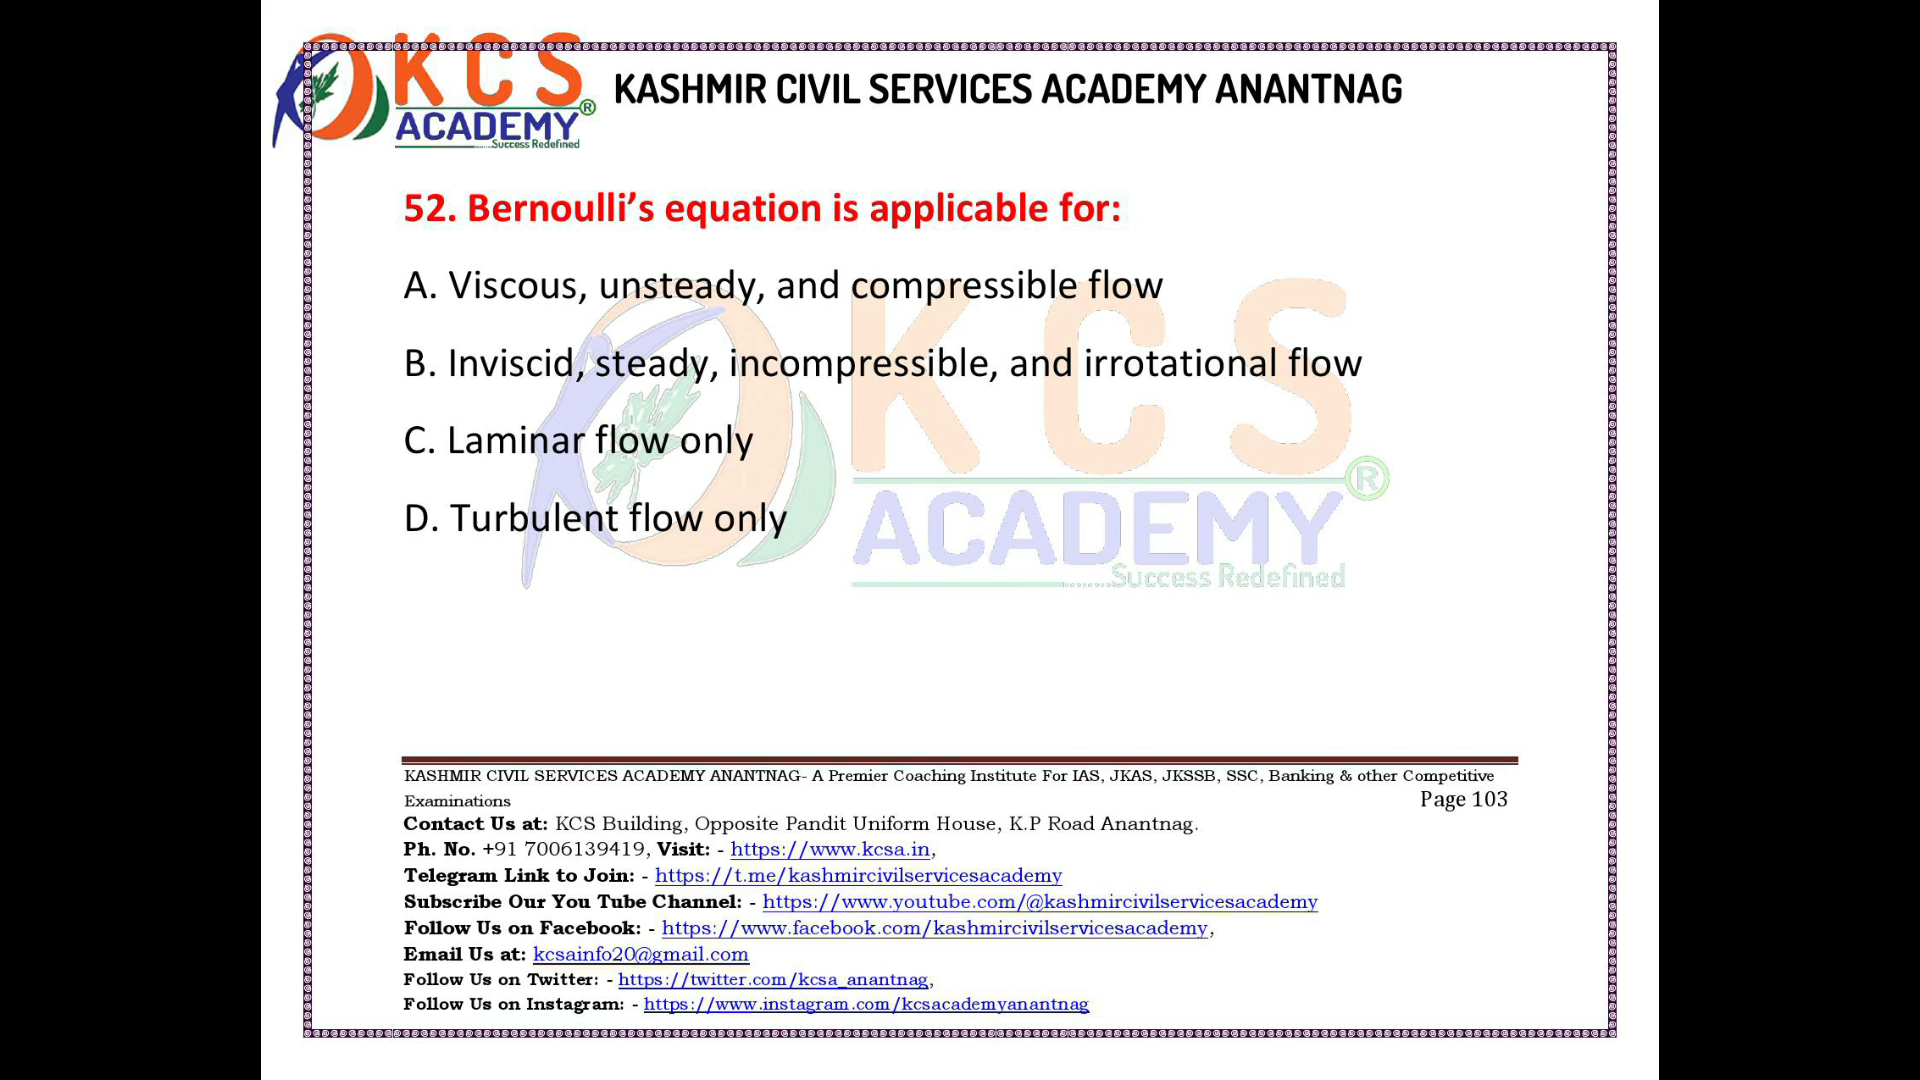 KCS
ACADEMY®
......Success Redefined
KASHMIR CIVIL SERVICES ACADEMY ANANTNAG
52. Bernoulli’s equation is applicable for:
A. Viscous, unsteady, and compressible flow
B. Inviscid, steady, incompressible, and irrotational flow
C. Laminar flow only
D. Turbulent flow only
KCS
ACADEMY®
.......Success Redefined
KASHMIR CIVIL SERVICES ACADEMY ANANTNAG- A Premier Coaching Institute For IAS, JKAS, JKSSB, SSC, Banking & other Competitive
Examinations Page 103
Contact Us at: KCS Building, Opposite Pandit Uniform House, K.P Road Anantnag.
Ph. No. +91 7006139419, Visit: - https://www.kcsa.in,
Telegram Link to Join: - https://t.me/kashmircivilservicesacademy
Subscribe Our You Tube Channel: - https://www.youtube.com/@kashmircivilservicesacademy
Follow Us on Facebook: - https://www.facebook.com/kashmircivilservicesacademy,
Email Us at: kcsainfo20@gmail.com
Follow Us on Twitter: - https://twitter.com/kcsa_anantnag,
Follow Us on Instagram: - https://www.instagram.com/kcsacademyanantnag